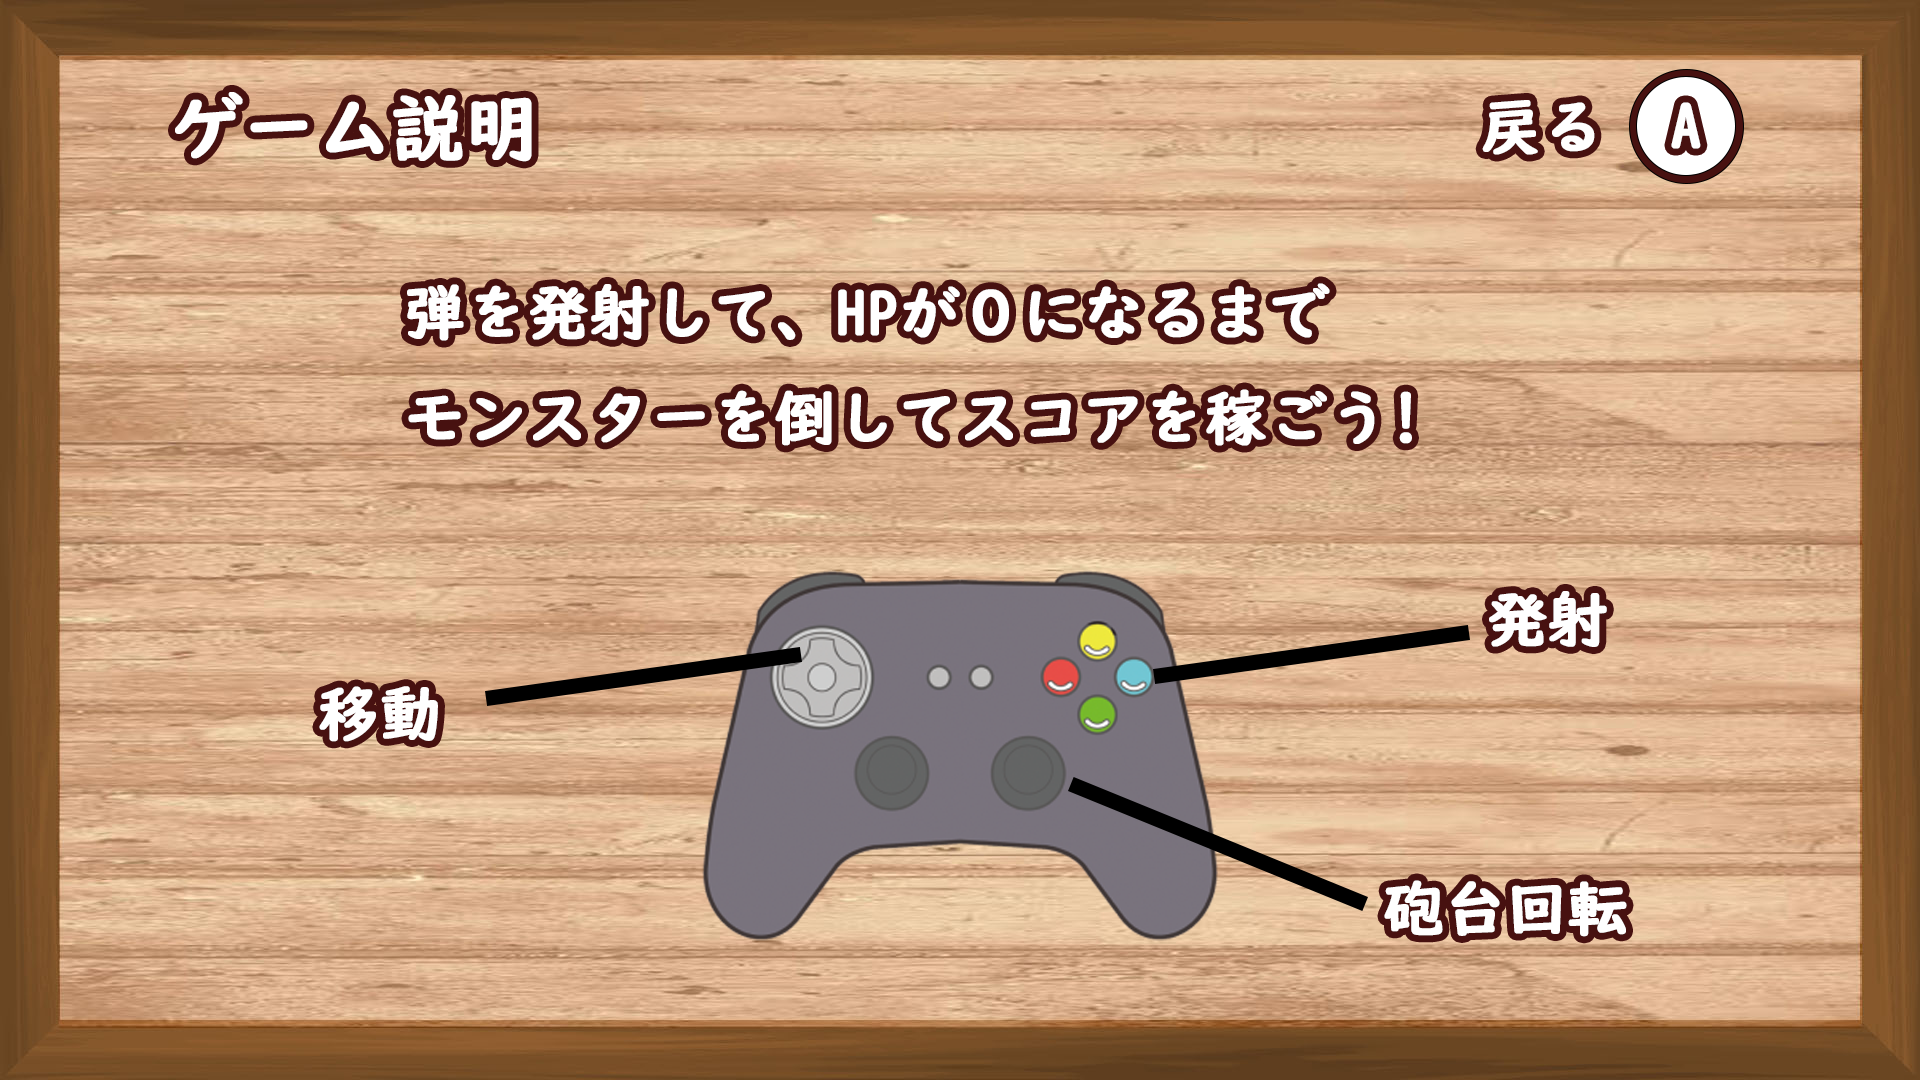 ゲーム説明
戻る A
弾を発射して、HPが0になるまで
モンスターを倒してスコアを稼ごう!
発射
移動
砲台回転